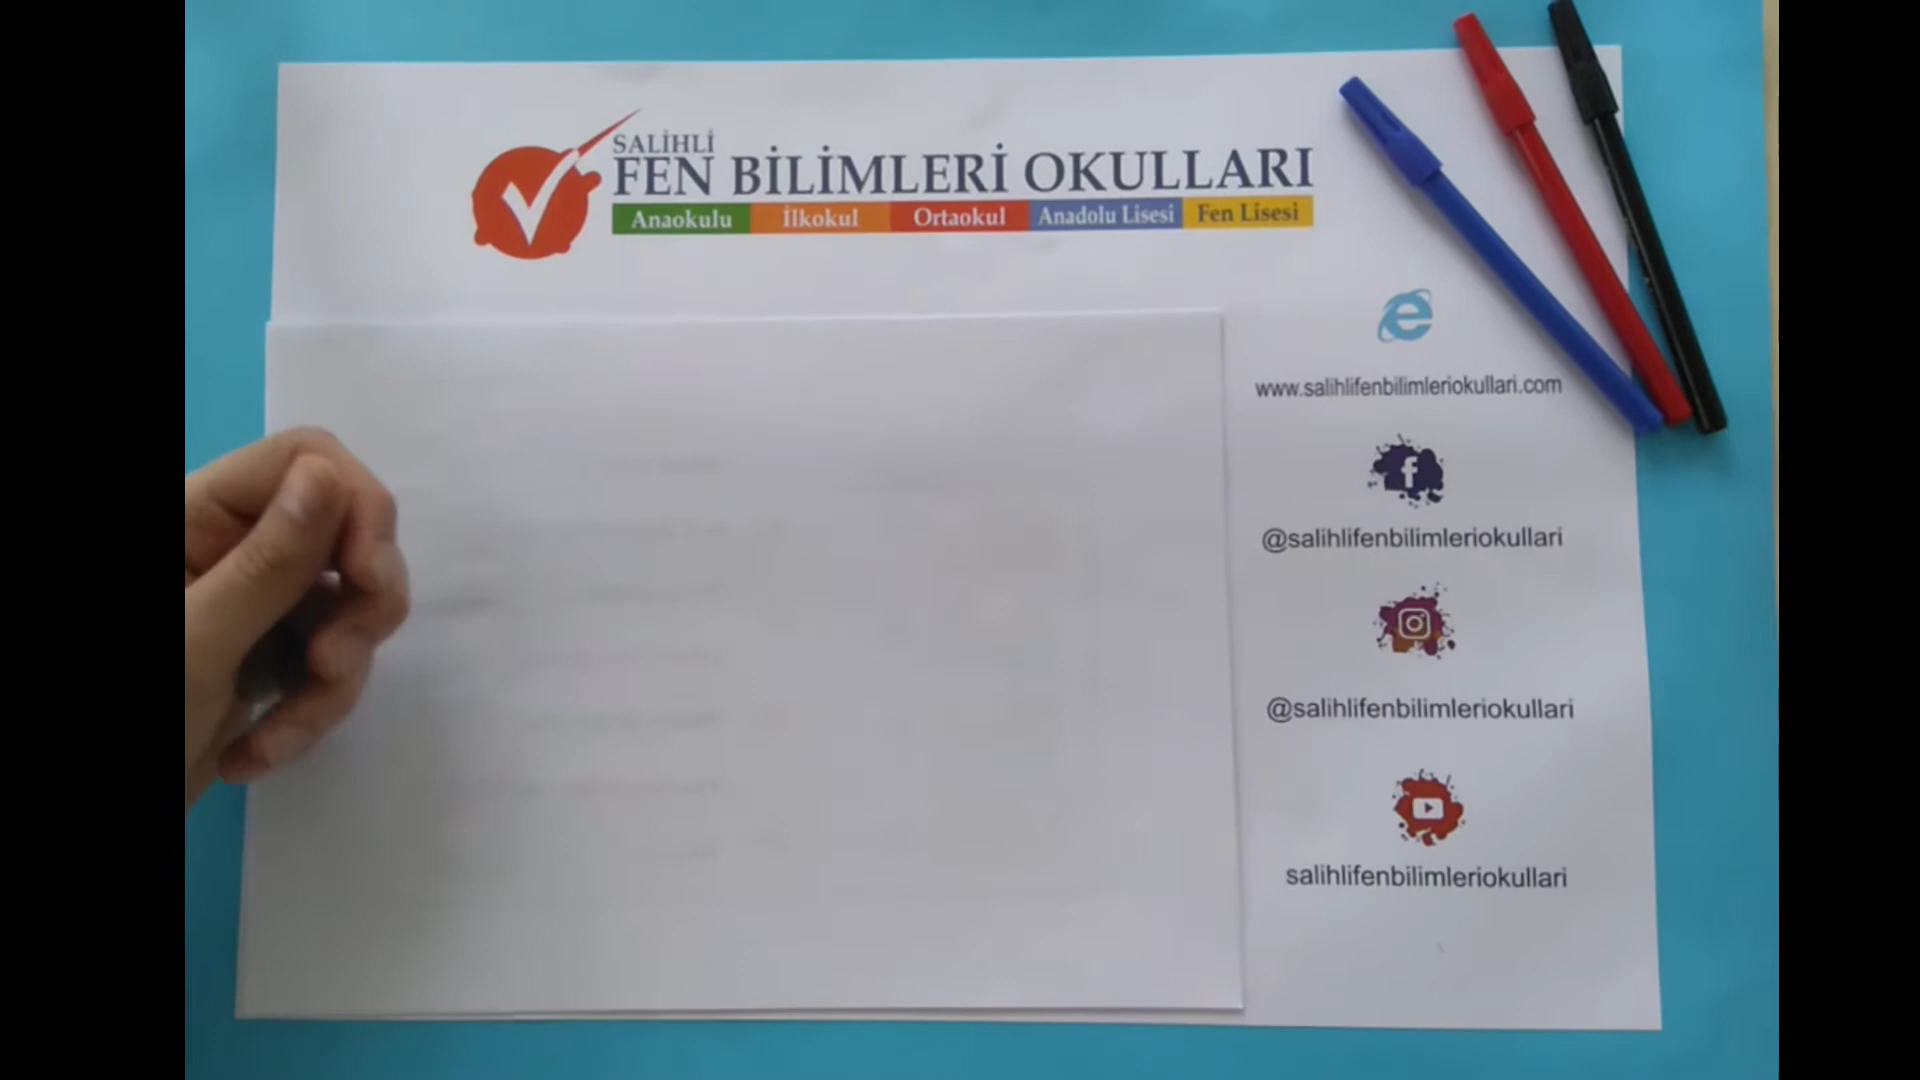 SALİHLİ
FEN BİLİMLERİ OKULLARI
Anaokulu İlkokul Ortaokul Anadolu Lisesi Fen Lisesi
www.salihlifenbilimleriokullari.com
@salihlifenbilimleriokullari
@salihlifenbilimleriokullari
salihlifenbilimleriokullari